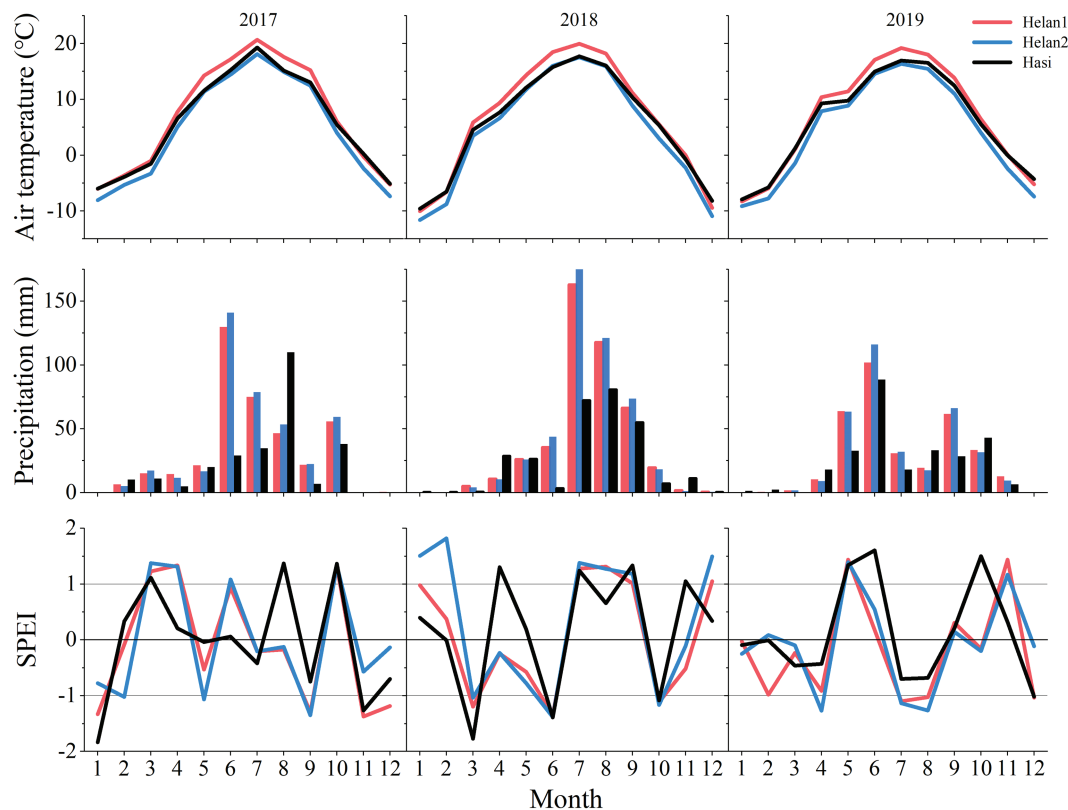 2017
2018
2019
Helan1
Helan2
Hasi
Air temperature (℃)
20
10
0
-10
Precipitation (mm)
150
100
50
0
SPEI
2
1
0
-1
-2
1 2 3 4 5 6 7 8 9 10 11 12
1 2 3 4 5 6 7 8 9 10 11 12
1 2 3 4 5 6 7 8 9 10 11 12
Month